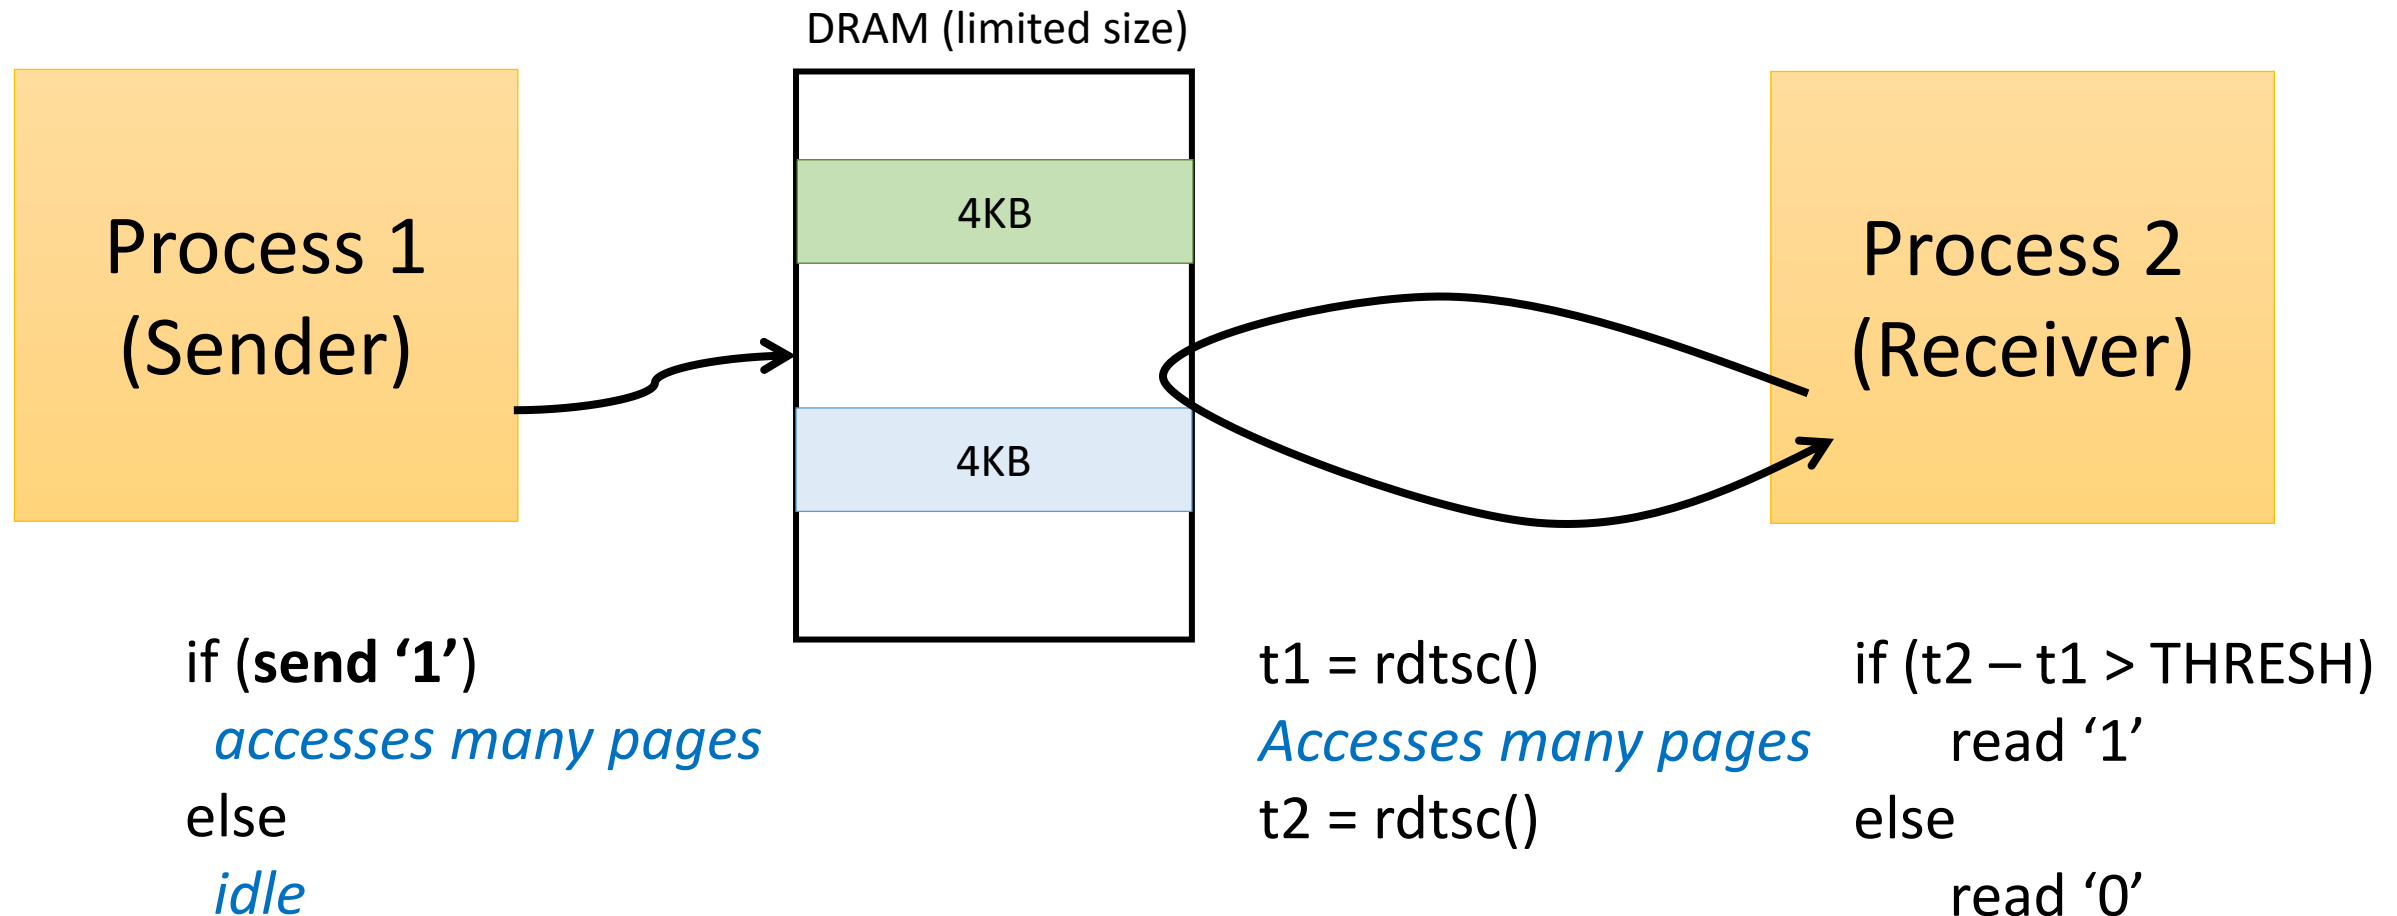 DRAM (limited size)
Process 1
(Sender)
4KB
4KB
Process 2
(Receiver)
if (send ‘1’)
accesses many pages
else
idle
t1 = rdtsc()
Accesses many pages
t2 = rdtsc()
if (t2 – t1 > THRESH)
read ‘1’
else
read ‘0’